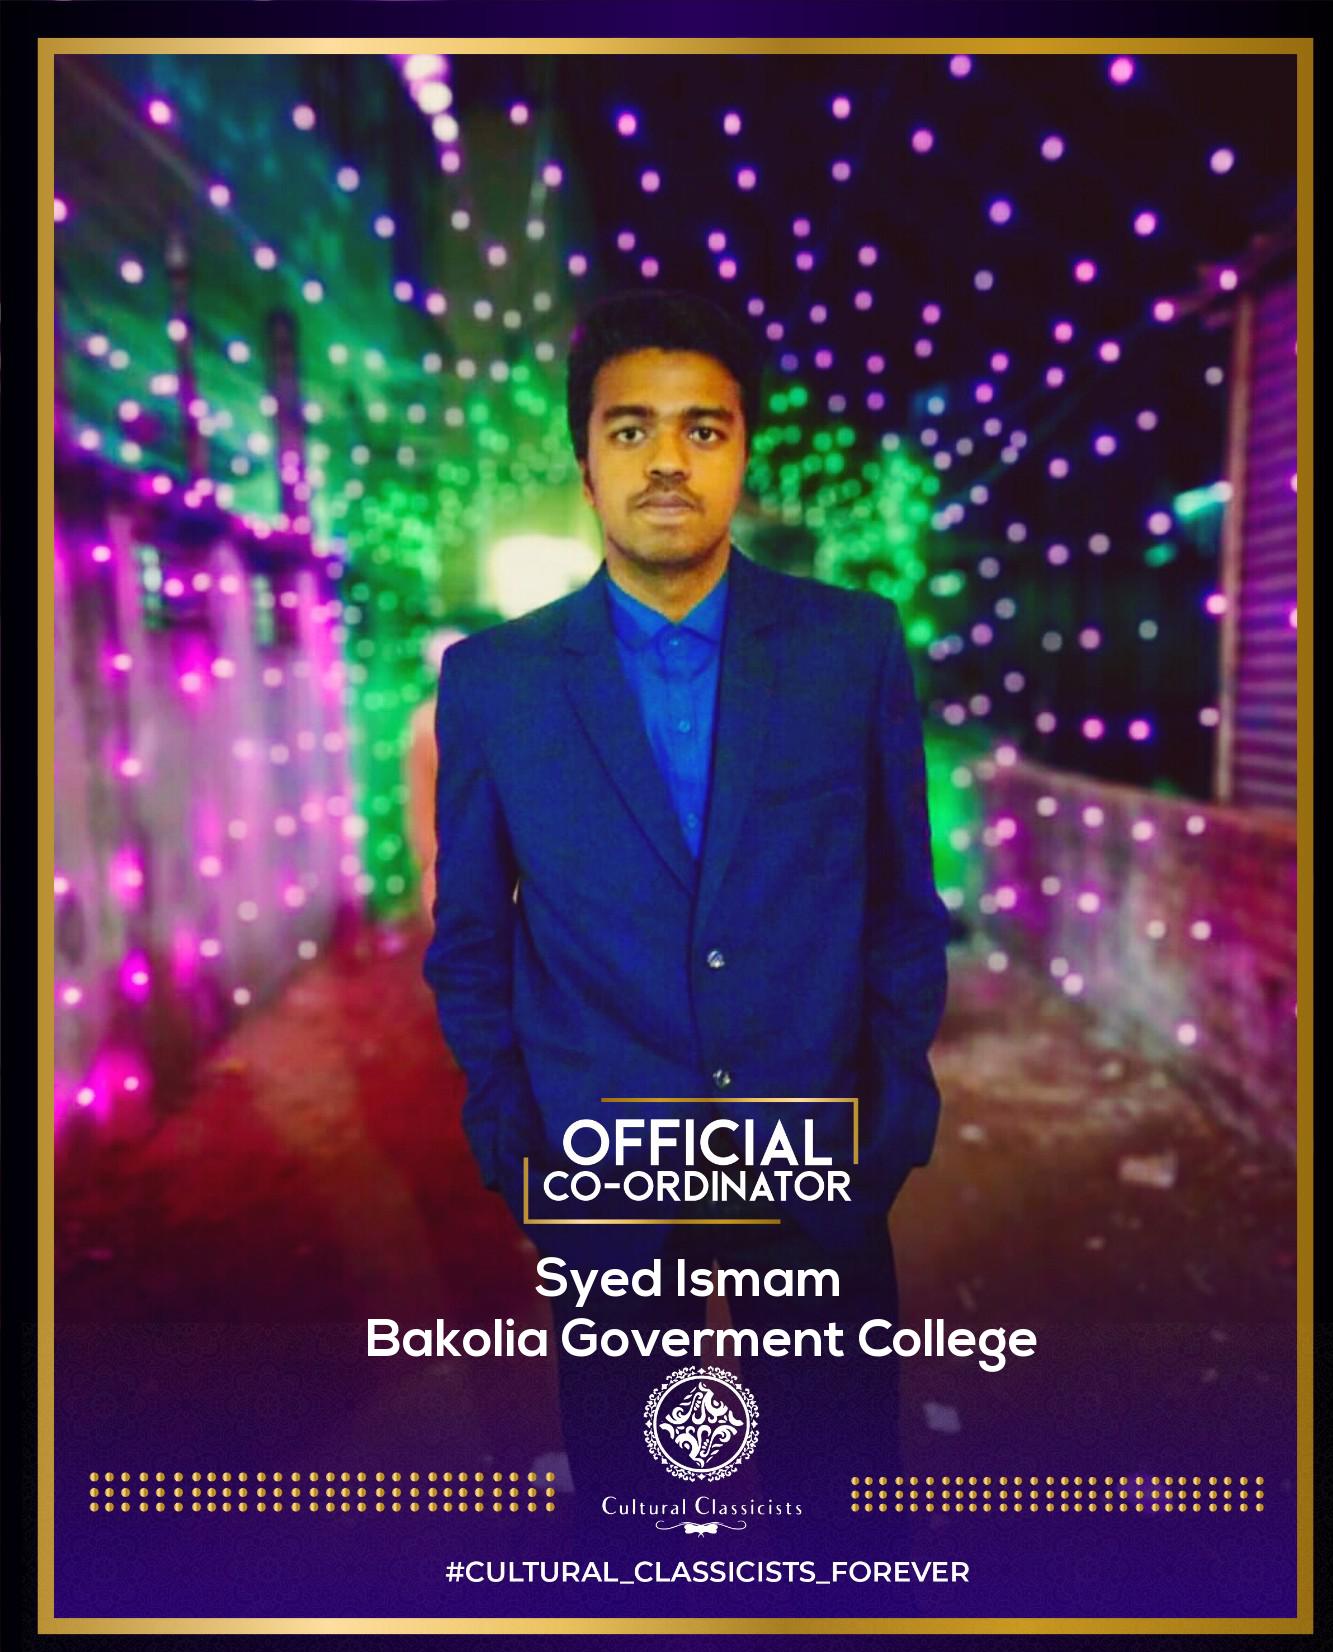 OFFICIAL
CO-ORDINATOR
Syed Ismam
Bakolia Goverment College
Cultural Classicists
#CULTURAL_CLASSICISTS_FOREVER